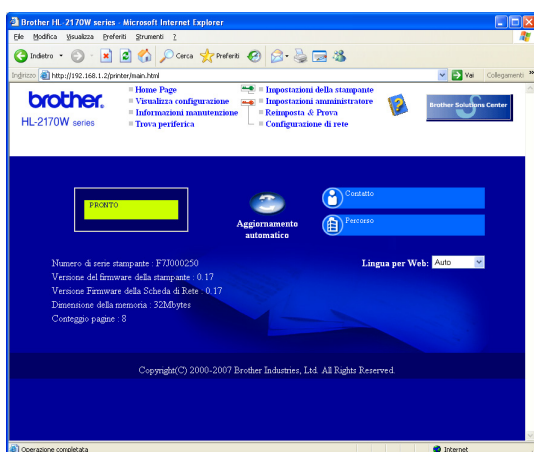 Brother HL-2170W series - Microsoft Internet Explorer
File Modifica Visualizza Preferiti Strumenti ?
Indietro Cerca Preferiti
Indirizzo http://192.168.1.2/printer/main.html Vai Collegamenti »
brother.
HL-2170W series
Home Page
Visualizza configurazione
Informazioni manutenzione
Trova periferica
Impostazioni della stampante
Impostazioni amministratore
Reimposta & Prova
Configurazione di rete
Brother Solutions Center
PRONTO
Aggiornamento
automatico
Contatto
Percorso
Numero di serie stampante : F7J000250
Versione del firmware della stampante : 0.17
Versione Firmware della Scheda di Rete : 0.17
Dimensione della memoria : 32Mbytes
Conteggio pagine : 8
Lingua per Web: Auto
Copyright(C) 2000-2007 Brother Industries, Ltd. All Rights Reserved.
Operazione completata
Internet